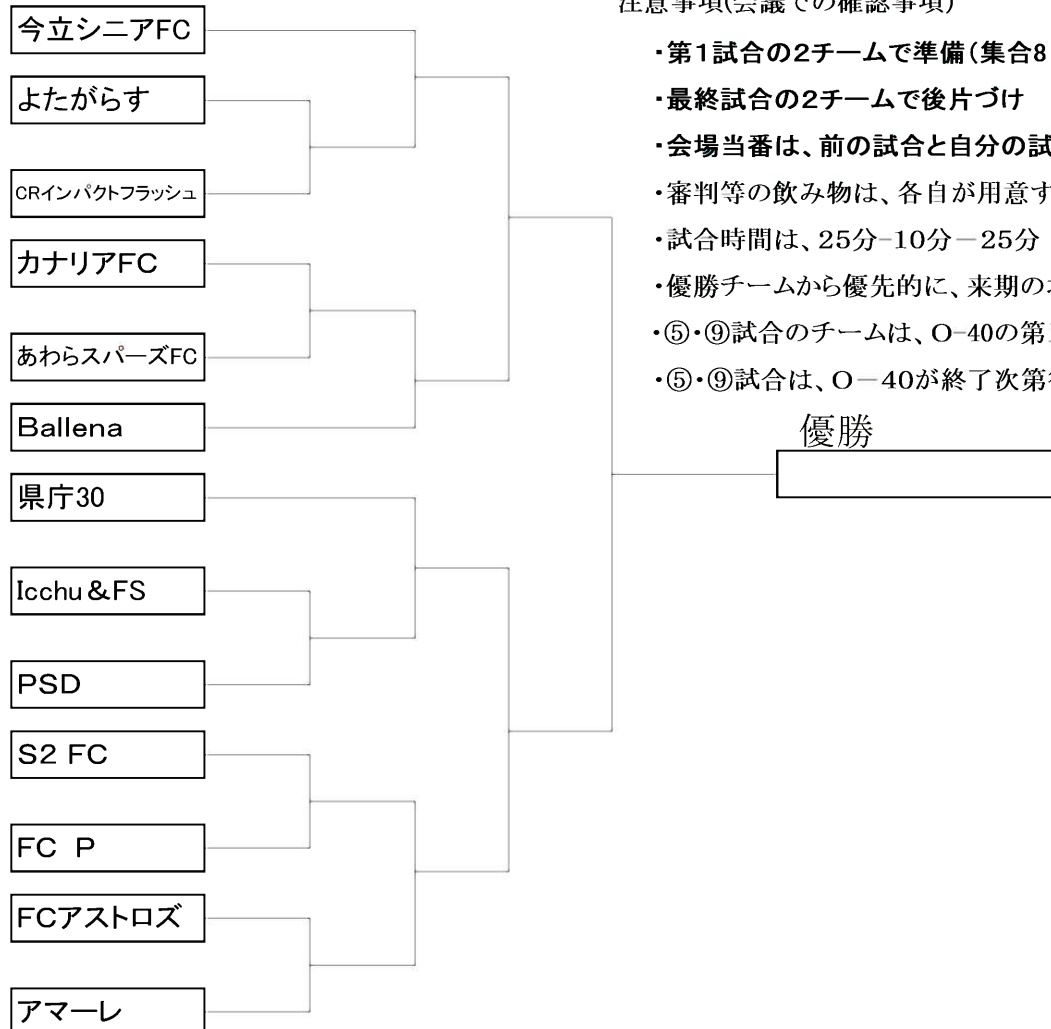 注意事項(会議での確認事項)
・第1試合の2チームで準備(集合8
・最終試合の2チームで後片づけ
・会場当番は、前の試合と自分の試
・審判等の飲み物は、各自が用意す
・試合時間は、25分-10分－25分
・優勝チームから優先的に、来期の
・⑤・⑨試合のチームは、O-40の第
・⑤・⑨試合は、O－40が終了次第
優勝
今立シニアFC
よたがらす
CRインパクトフラッシュ
カナリアFC
あわらスパーズFC
Ballena
県庁30
Icchu＆FS
PSD
S2 FC
FC P
FCアストロズ
アマーレ